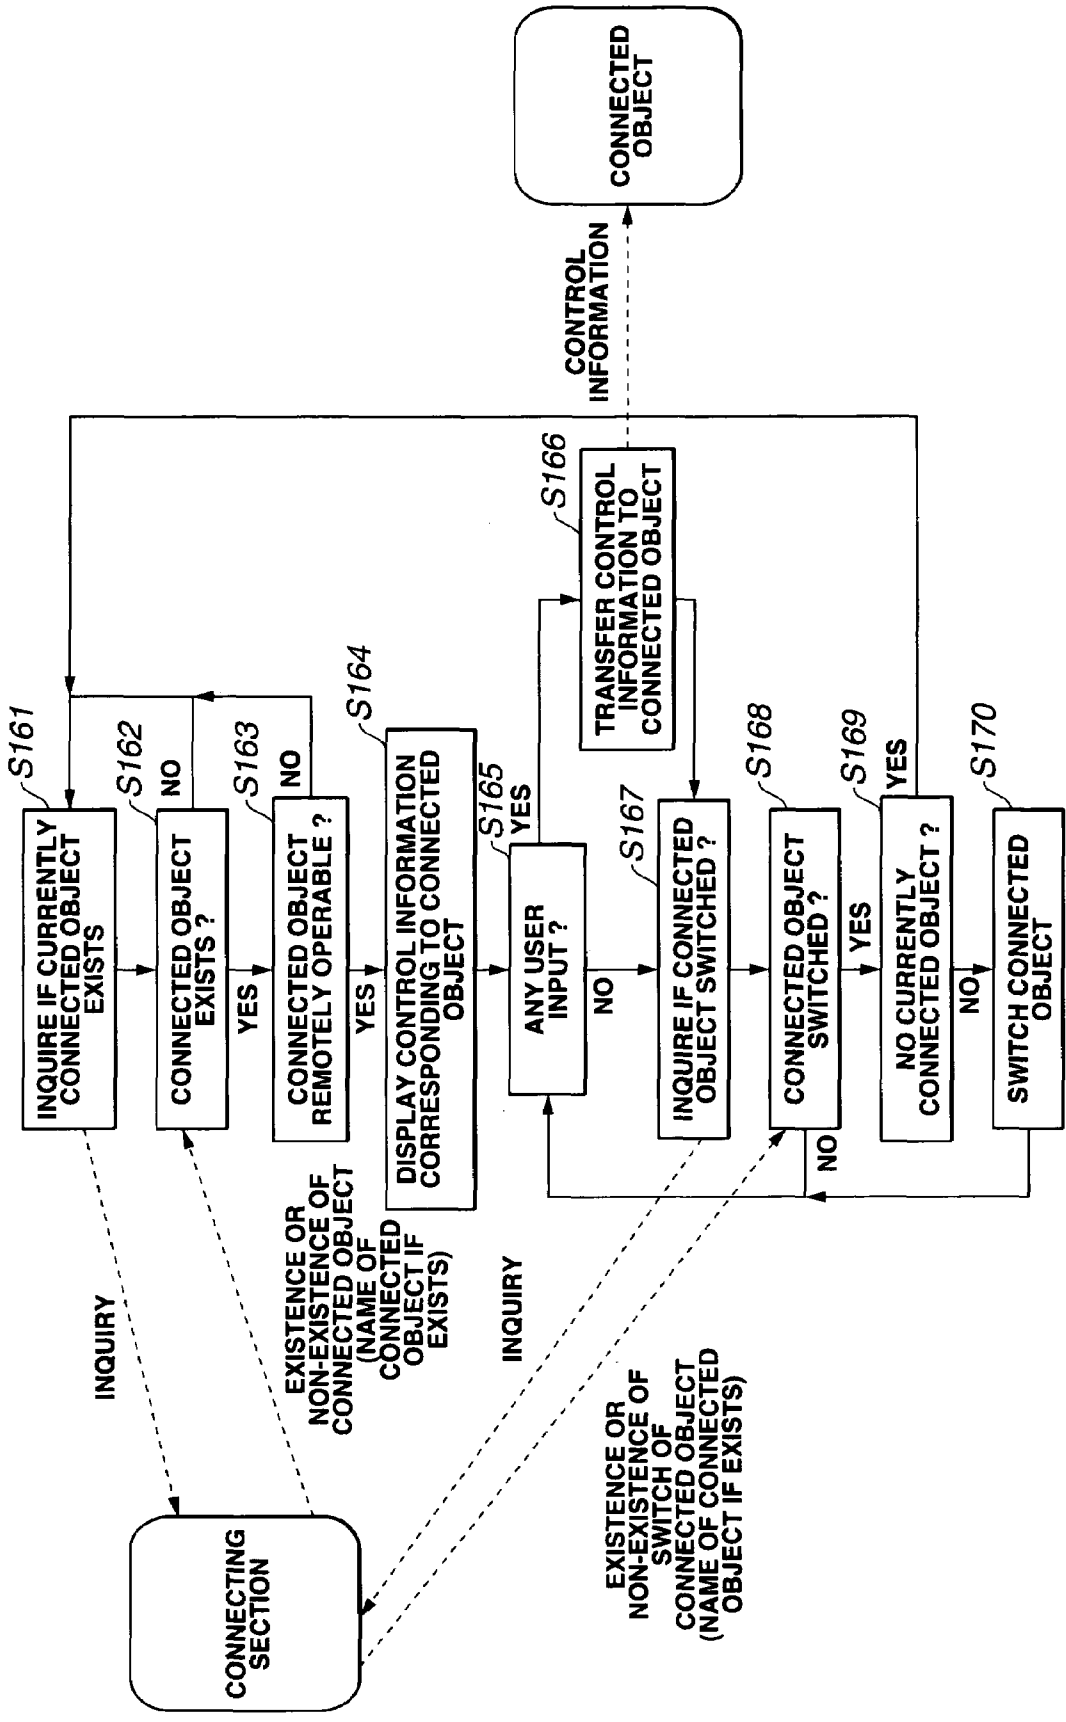 INQUIRE IF CURRENTLY
CONNECTED OBJECT
EXISTS
S161
INQUIRY
CONNECTING
SECTION
CONNECTED OBJECT
EXISTS ?
S162
NO
YES
EXISTENCE OR
NON-EXISTENCE OF
CONNECTED OBJECT
(NAME OF
CONNECTED
OBJECT IF
EXISTS)
CONNECTED OBJECT
REMOTELY OPERABLE ?
S163
NO
YES
DISPLAY CONTROL INFORMATION
CORRESPONDING TO CONNECTED
OBJECT
S164
ANY USER
INPUT ?
S165
YES
NO
TRANSFER CONTROL
INFORMATION TO
CONNECTED OBJECT
S166
CONTROL
INFORMATION
CONNECTED
OBJECT
INQUIRY
INQUIRE IF CONNECTED
OBJECT SWITCHED ?
S167
EXISTENCE OR
NON-EXISTENCE OF
SWITCH OF
CONNECTED OBJECT
(NAME OF CONNECTED
OBJECT IF EXISTS)
CONNECTED OBJECT
SWITCHED ?
S168
NO
YES
NO CURRENTLY
CONNECTED OBJECT ?
S169
YES
NO
SWITCH CONNECTED
OBJECT
S170